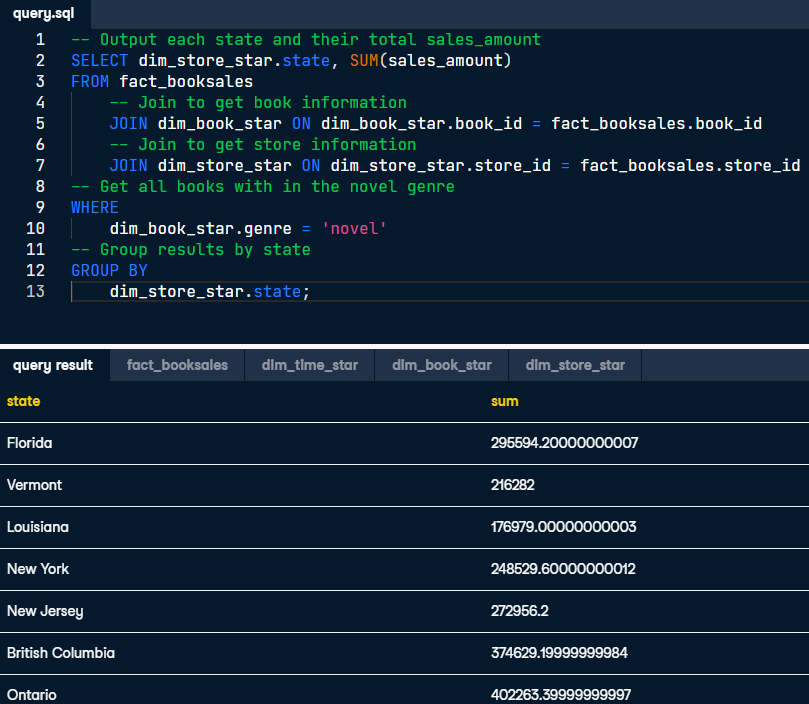 query.sql
1 -- Output each state and their total sales_amount
2 SELECT dim_store_star.state, SUM(sales_amount)
3 FROM fact_booksales
4 -- Join to get book information
5 JOIN dim_book_star ON dim_book_star.book_id = fact_booksales.book_id
6 -- Join to get store information
7 JOIN dim_store_star ON dim_store_star.store_id = fact_booksales.store_id
8 -- Get all books with in the novel genre
9 WHERE
10 dim_book_star.genre = 'novel'
11 -- Group results by state
12 GROUP BY
13 dim_store_star.state;
query result fact_booksales dim_time_star dim_book_star dim_store_star
state sum
Florida 295594.20000000007
Vermont 216282
Louisiana 176979.00000000003
New York 248529.60000000012
New Jersey 272956.2
British Columbia 374629.19999999984
Ontario 402263.39999999997